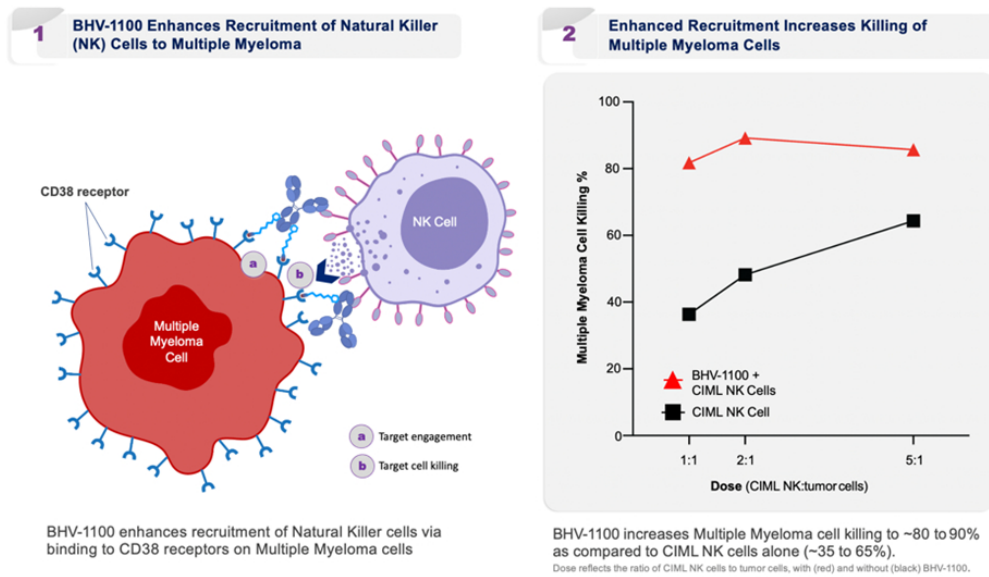 1
BHV-1100 Enhances Recruitment of Natural Killer
(NK) Cells to Multiple Myeloma
CD38 receptor
NK Cell
a
b
Multiple
Myeloma
Cell
a Target engagement
b Target cell killing
BHV-1100 enhances recruitment of Natural Killer cells via
binding to CD38 receptors on Multiple Myeloma cells
2
Enhanced Recruitment Increases Killing of
Multiple Myeloma Cells
Multiple Myeloma Cell Killing %
100
80
60
40
20
0
BHV-1100 +
CIML NK Cells
CIML NK Cell
1:1 2:1 5:1
Dose (CIML NK:tumor cells)
BHV-1100 increases Multiple Myeloma cell killing to ~80 to 90%
as compared to CIML NK cells alone (~35 to 65%).
Dose reflects the ratio of CIML NK cells to tumor cells, with (red) and without (black) BHV-1100.